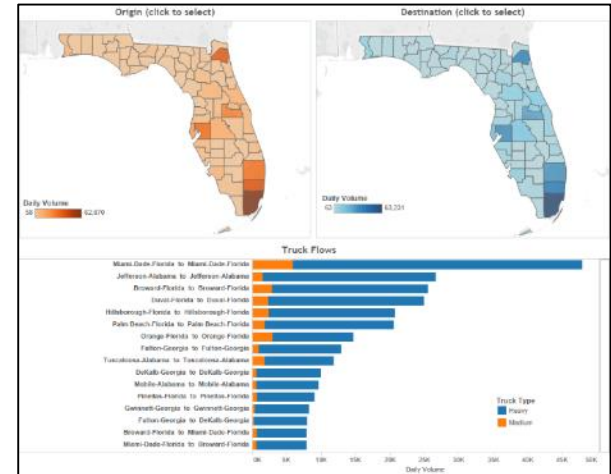 Origin (click to select)
Destination (click to select)
Daily Volume
58 62,870
Daily Volume
Truck Flows
Miami-Dade-Florida to Miami-Dade-Florida
Jefferson-Alabama to Jefferson-Alabama
Broward-Florida to Broward-Florida
Duval-Florida to Duval-Florida
Hillsborough-Florida to Hillsborough-Florida
Palm Beach-Florida to Palm Beach-Florida
Orange-Florida to Orange-Florida
Fulton-Georgia to Fulton-Georgia
Tuscaloosa-Alabama to Tuscaloosa-Alabama
DeKalb-Georgia to DeKalb-Georgia
Mobile-Alabama to Mobile-Alabama
Pinellas-Florida to Pinellas-Florida
Gwinnett-Georgia to Gwinnett-Georgia
Fulton-Georgia to DeKalb-Georgia
Broward-Florida to Miami-Dade-Florida
Miami-Dade-Florida to Broward-Florida
Truck Type
Heavy
Medium
0K 5K 10K 15K 20K 25K 30K 35K 40K 45K 50K
Daily Volume